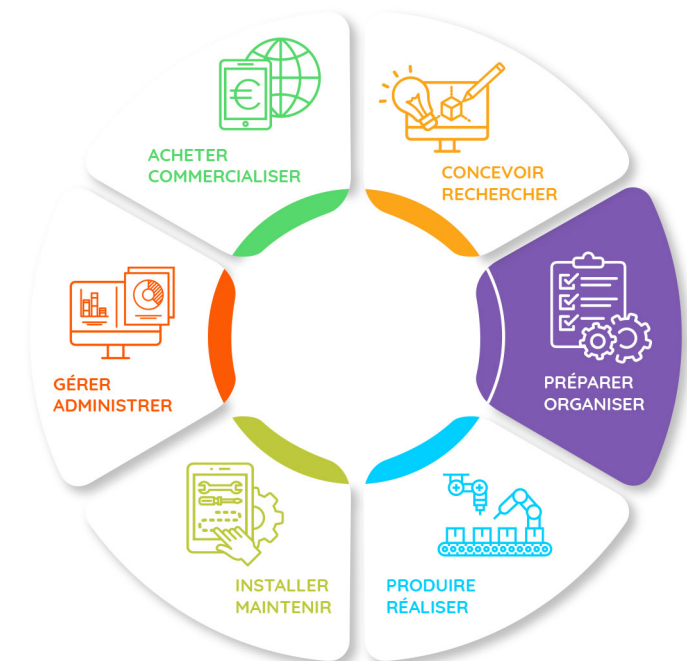 ACHETER
COMMERCIALISER
CONCEVOIR
RECHERCHER
GÉRER
ADMINISTRER
PRÉPARER
ORGANISER
INSTALLER
MAINTENIR
PRODUIRE
RÉALISER